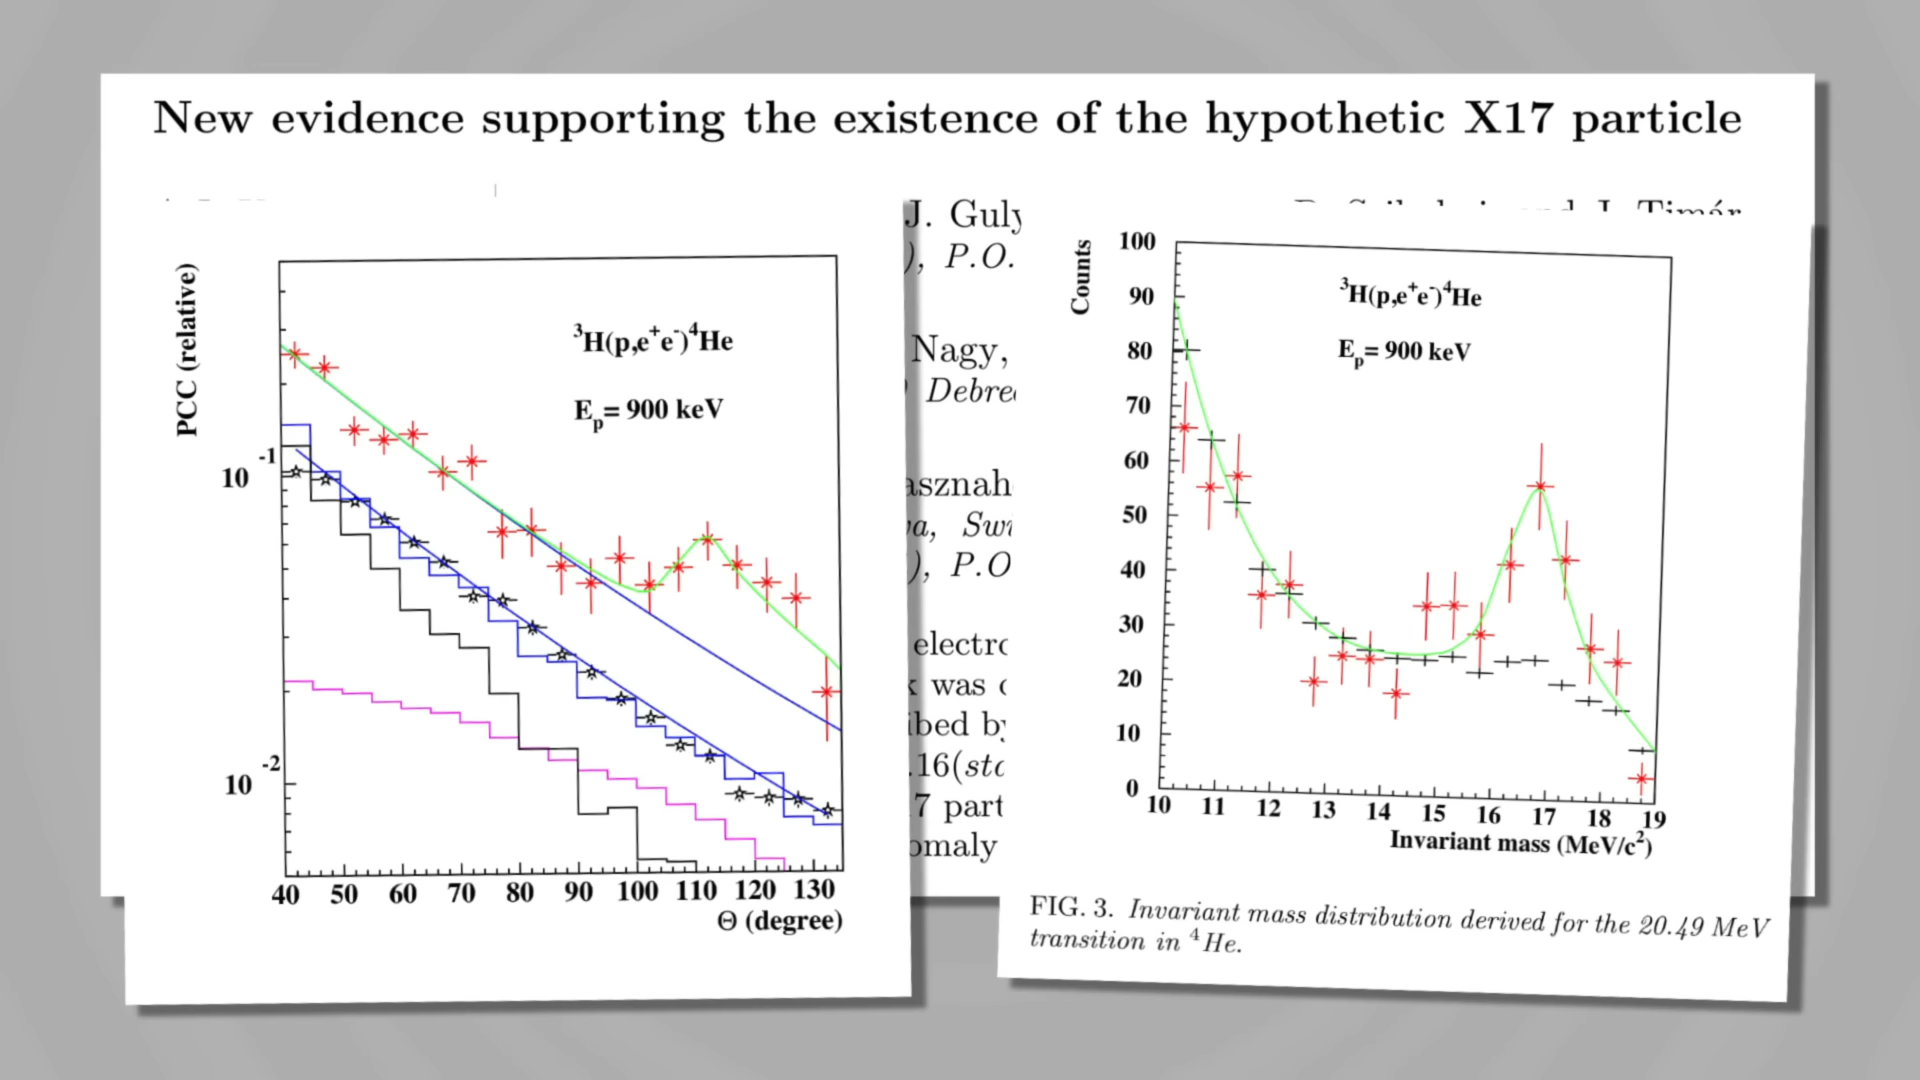 New evidence supporting the existence of the hypothetic X17 particle
J. Guly
), P.O.
Nagy,
Debre
asznah
va, Swi
), P.O
electro
k was c
ibed by
.16(sta
7 part
omaly
PCC (relative)
³H(p,e⁺e⁻)⁴He
Eₚ= 900 keV
10⁻¹
10⁻²
40 50 60 70 80 90 100 110 120 130
Θ (degree)
Counts
³H(p,e⁺e⁻)⁴He
Eₚ= 900 keV
100
90
80
70
60
50
40
30
20
10
0
10 11 12 13 14 15 16 17 18 19
Invariant mass (MeV/c²)
FIG. 3. Invariant mass distribution derived for the 20.49 MeV
transition in ⁴He.